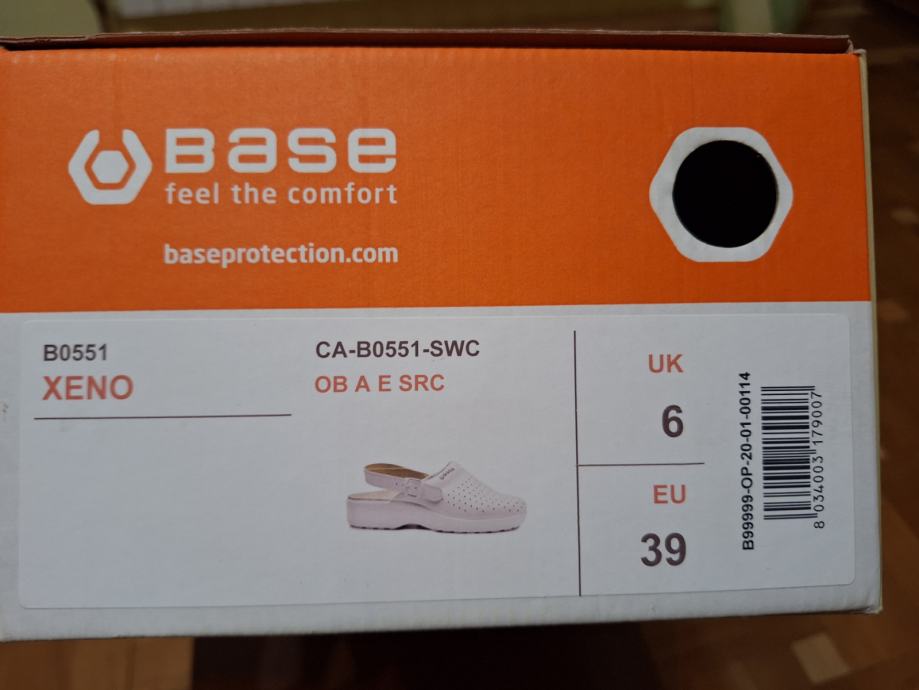 BASE
feel the comfort
baseprotection.com
B0551
XENO
CA-B0551-SWC
OB A E SRC
UK
6
EU
39
B99999-OP-20-01-00114
8 034003 179007